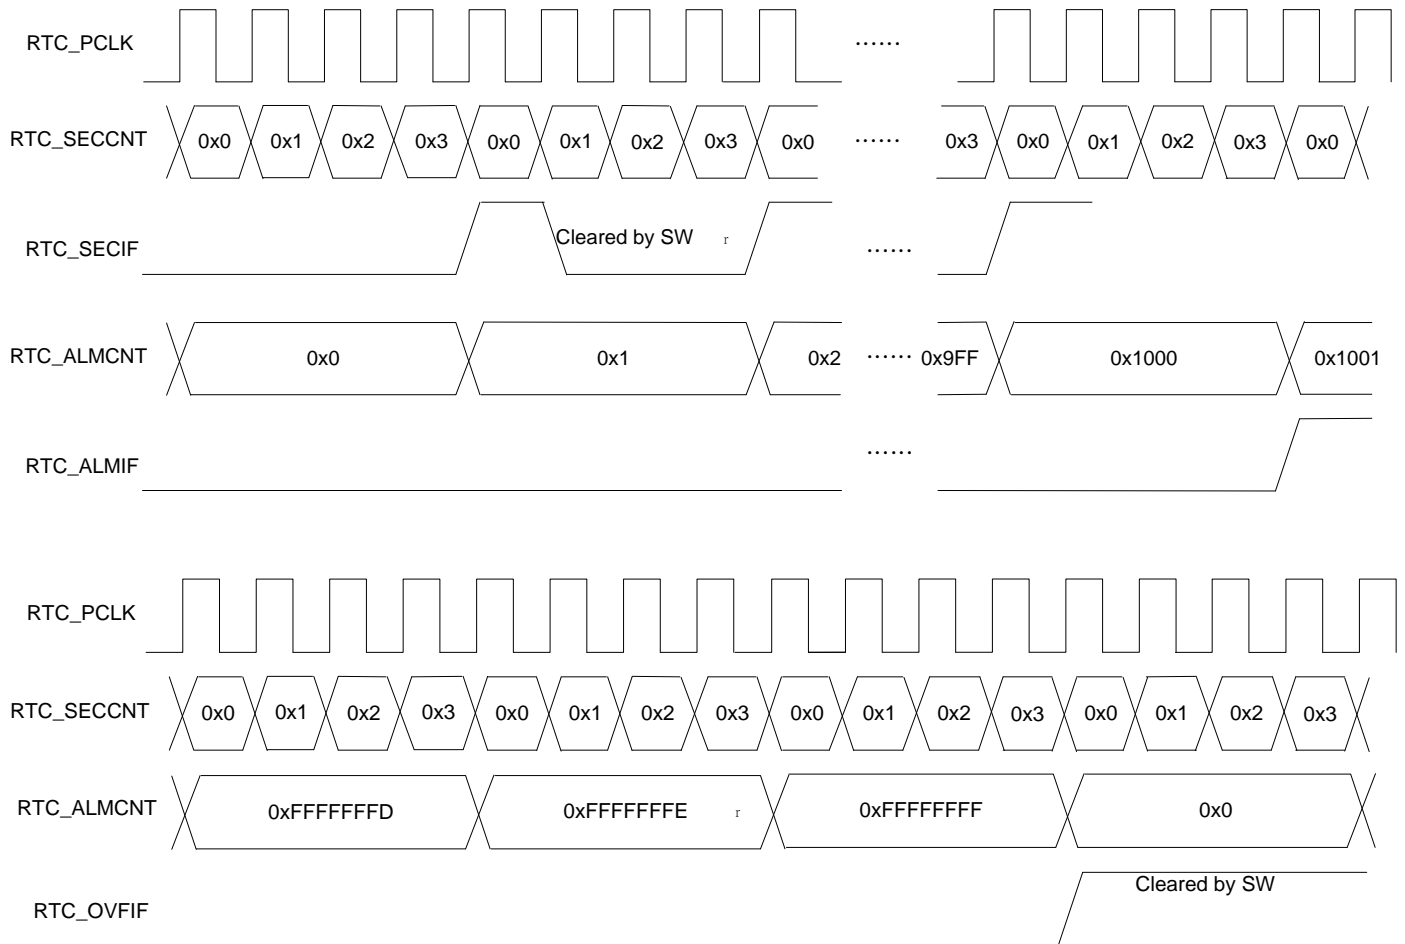 RTC_PCLK ......
RTC_SECCNT 0x0 0x1 0x2 0x3 0x0 0x1 0x2 0x3 0x0 ...... 0x3 0x0 0x1 0x2 0x3 0x0
RTC_SECIF Cleared by SW r ......
RTC_ALMCNT 0x0 0x1 0x2 ...... 0x9FF 0x1000 0x1001
RTC_ALMIF ......
RTC_PCLK
RTC_SECCNT 0x0 0x1 0x2 0x3 0x0 0x1 0x2 0x3 0x0 0x1 0x2 0x3 0x0 0x1 0x2 0x3
RTC_ALMCNT 0xFFFFFFFD 0xFFFFFFFE r 0xFFFFFFFF 0x0
RTC_OVFIF Cleared by SW